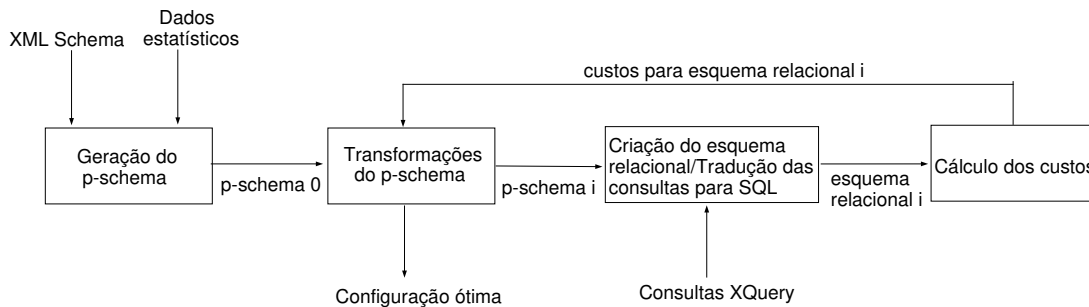 Dados
estatísticos
XML Schema
custos para esquema relacional i
Geração do
p-schema
p-schema 0
Transformações
do p-schema
p-schema i
Criação do esquema
relacional/Tradução das
consultas para SQL
esquema
relacional i
Cálculo dos custos
Configuração ótima
Consultas XQuery